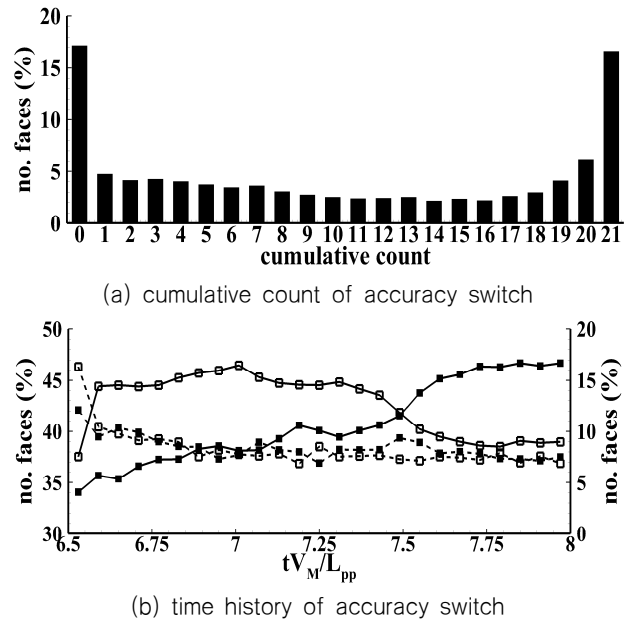 20
15
10
5
0
no. faces (%)
0 1 2 3 4 5 6 7 8 9 10 11 12 13 14 15 16 17 18 19 20 21
cumulative count
(a) cumulative count of accuracy switch
50
45
40
35
30
no. faces (%)
20
15
10
5
0
no. faces (%)
6.5 6.75 7 7.25 7.5 7.75 8
tV_M/L_pp
(b) time history of accuracy switch